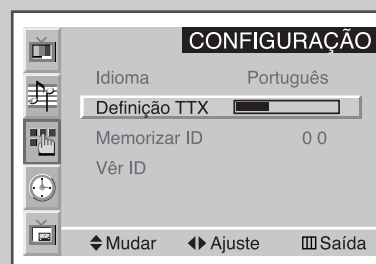 CONFIGURAÇÃO
Idioma Português
Definição TTX
Memorizar ID 0 0
Vêr ID
Mudar Ajuste Saída